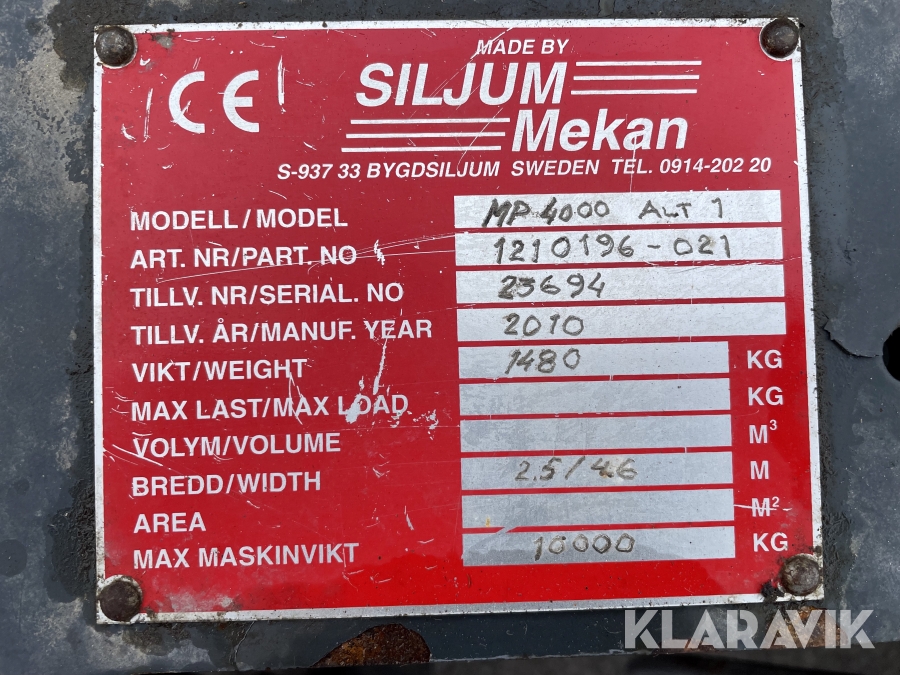 MADE BY
CE SILJUM
Mekan
S-937 33 BYGDSILJUM SWEDEN TEL. 0914-202 20
MODELL/MODEL MP 4000 ALT 1
ART. NR/PART. NO 1210196-021
TILLV. NR/SERIAL. NO 23694
TILLV. ÅR/MANUF. YEAR 2010
VIKT/WEIGHT 1480 KG
MAX LAST/MAX LOAD KG
VOLYM/VOLUME M³
BREDD/WIDTH 2.5/4.6 M
AREA M²
MAX MASKINVIKT 10000 KG
KLARAVIK